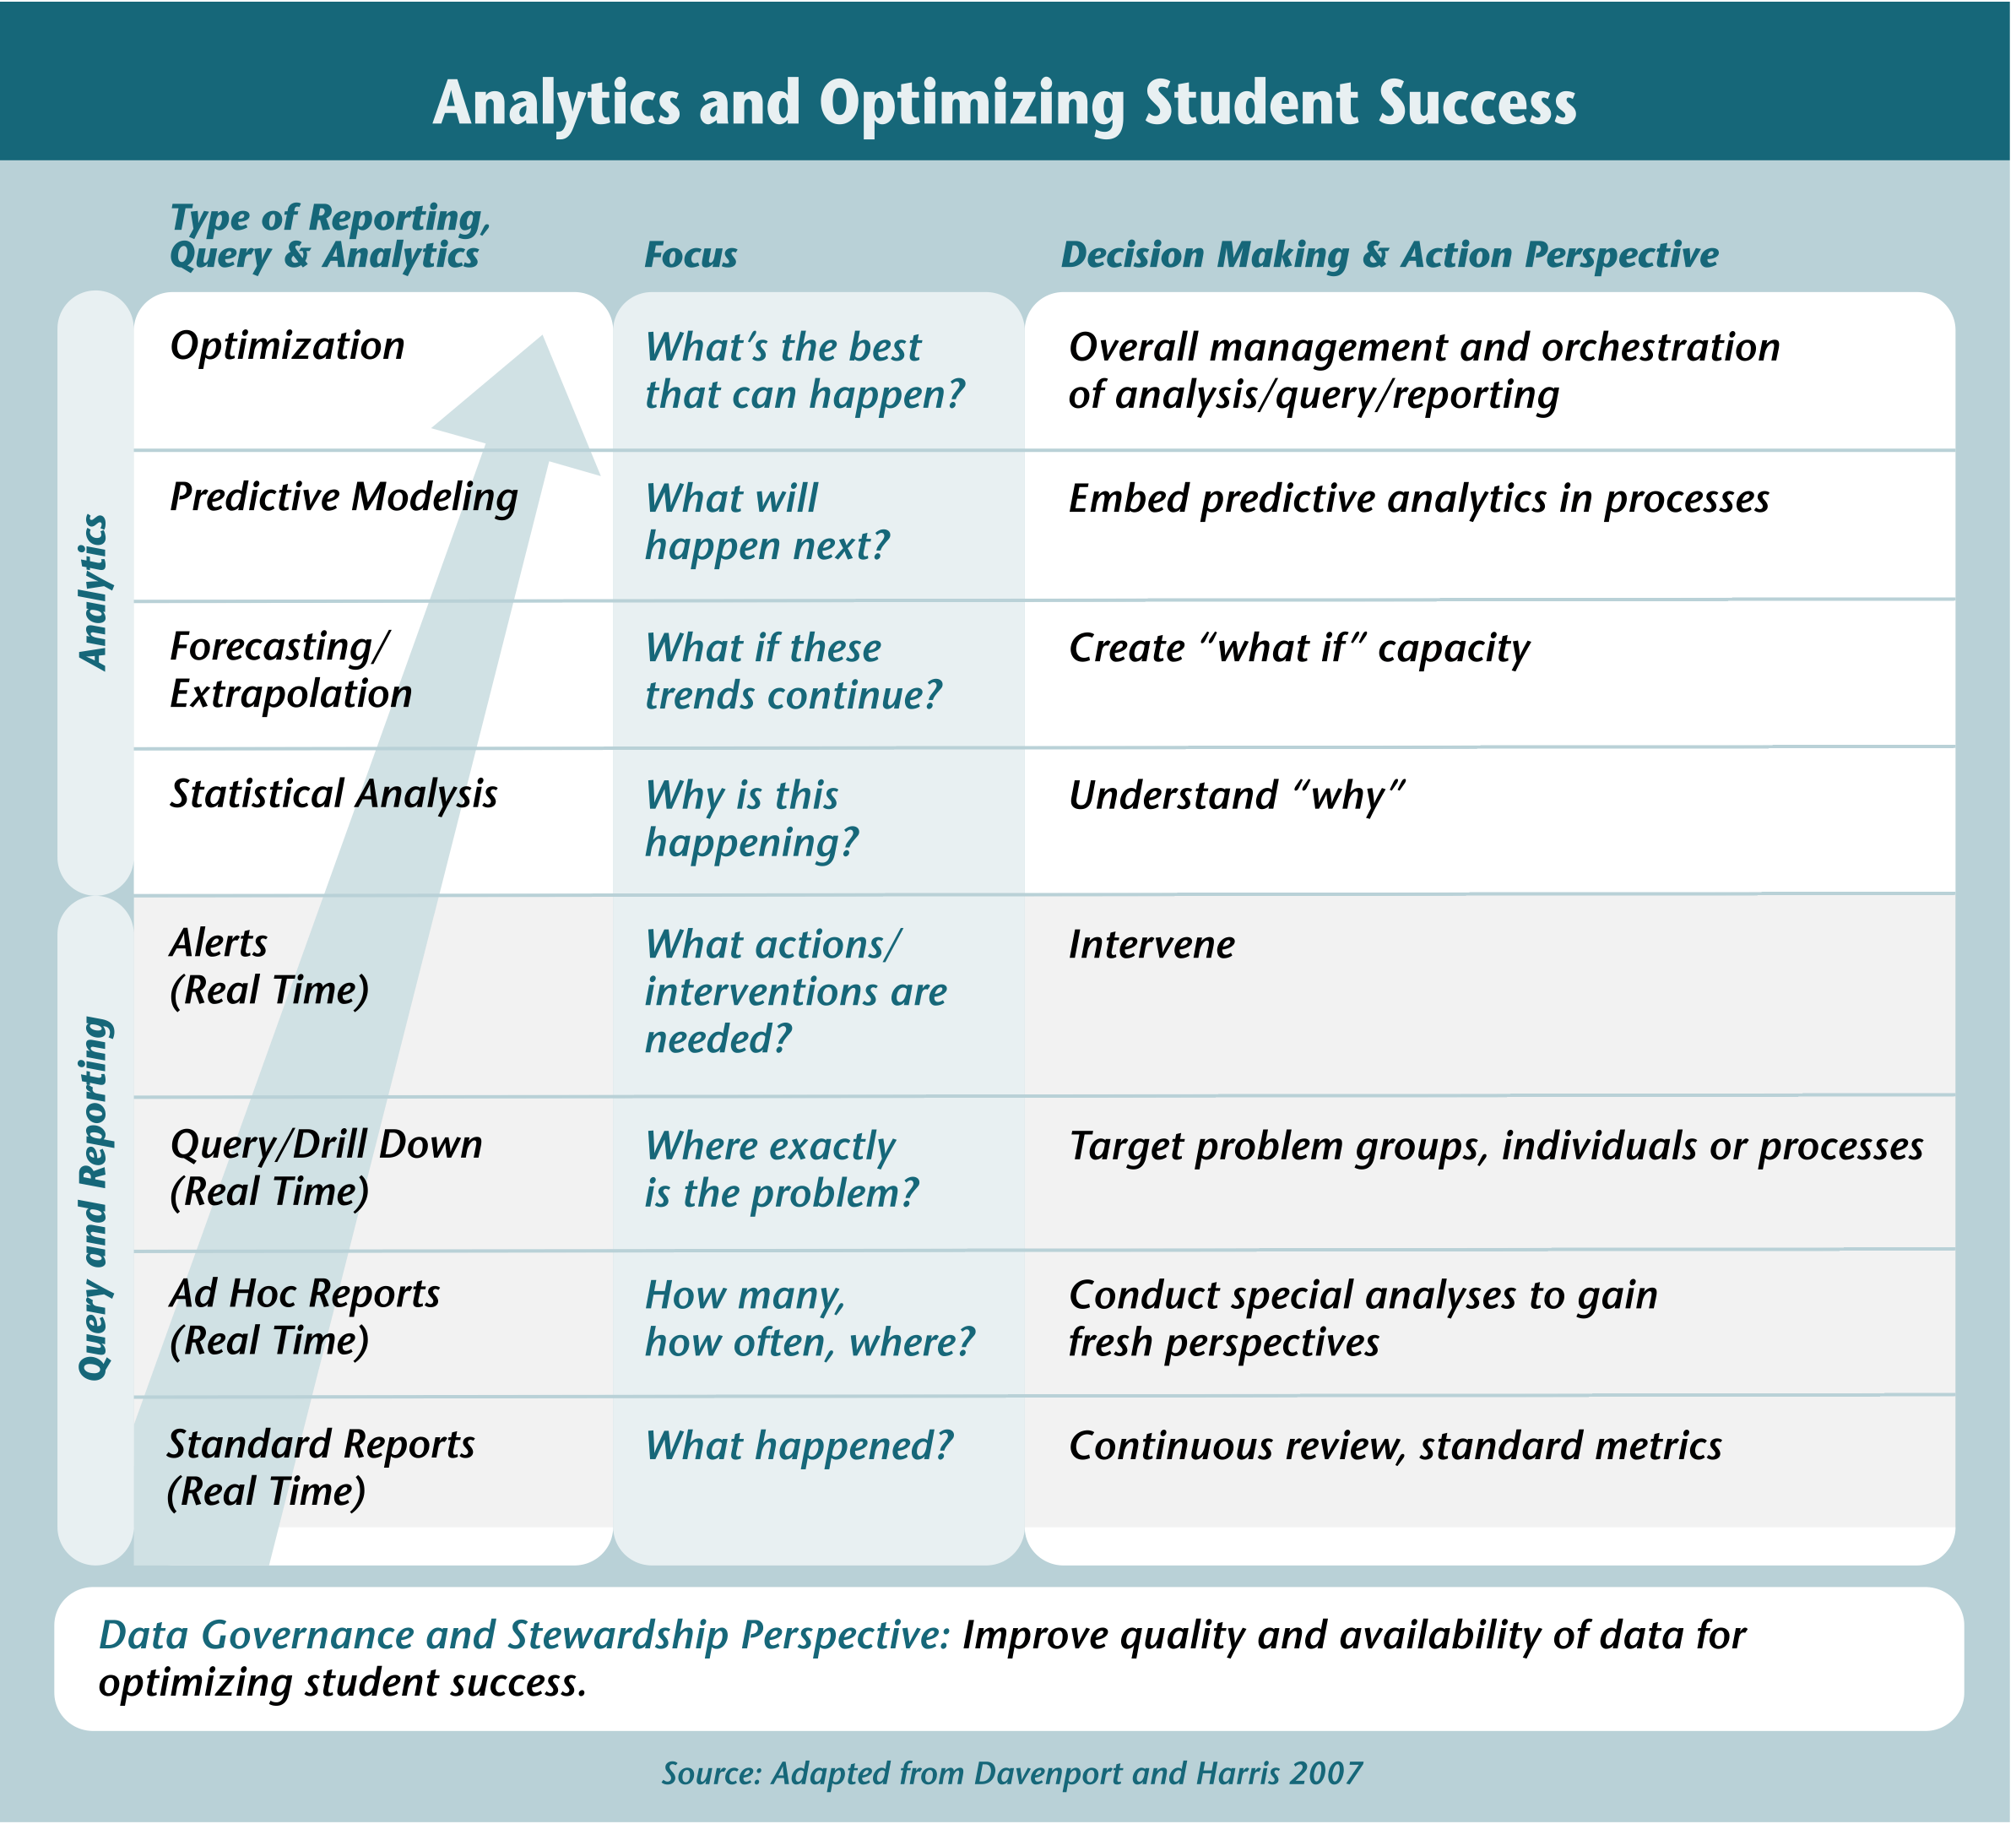 Analytics and Optimizing Student Success
Type of Reporting,
Query & Analytics
Focus
Decision Making & Action Perspective
Analytics
Optimization
What’s the best
that can happen?
Overall management and orchestration
of analysis/query/reporting
Predictive Modeling
What will
happen next?
Embed predictive analytics in processes
Forecasting/
Extrapolation
What if these
trends continue?
Create “what if” capacity
Statistical Analysis
Why is this
happening?
Understand “why”
Query and Reporting
Alerts
(Real Time)
What actions/
interventions are
needed?
Intervene
Query/Drill Down
(Real Time)
Where exactly
is the problem?
Target problem groups, individuals or processes
Ad Hoc Reports
(Real Time)
How many,
how often, where?
Conduct special analyses to gain
fresh perspectives
Standard Reports
(Real Time)
What happened?
Continuous review, standard metrics
Data Governance and Stewardship Perspective: Improve quality and availability of data for
optimizing student success.
Source: Adapted from Davenport and Harris 2007